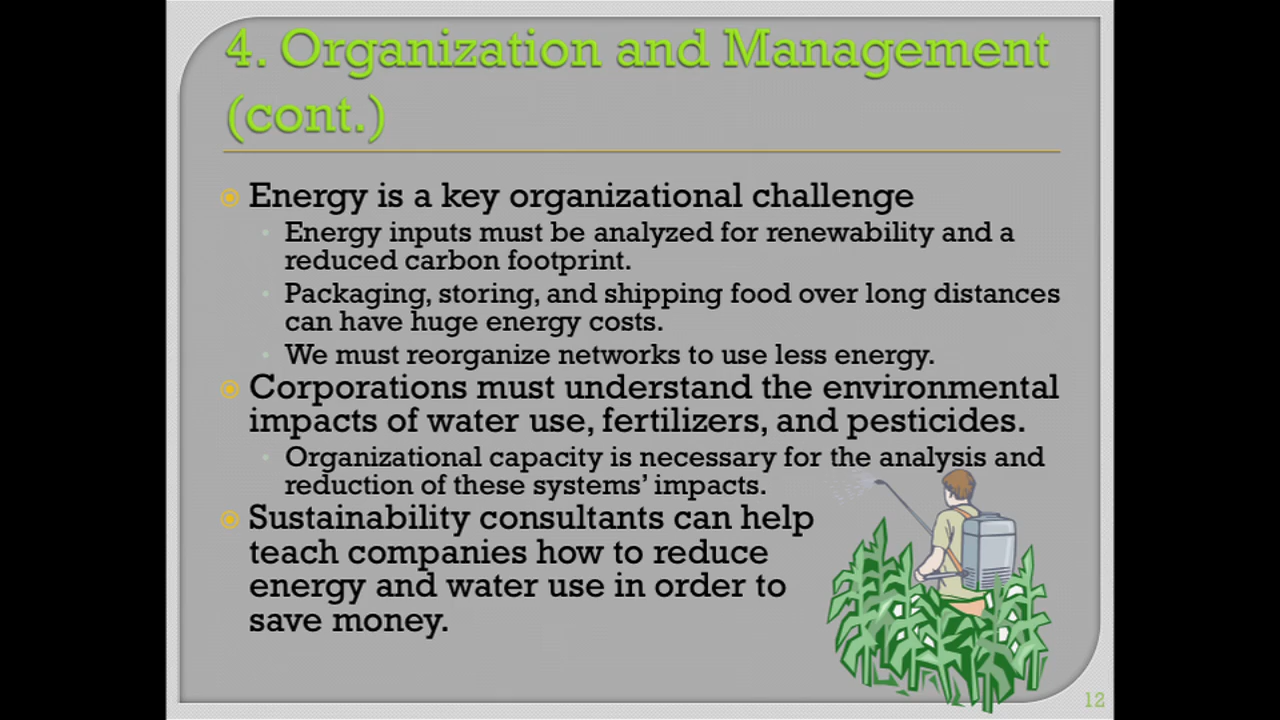 4. Organization and Management
(cont.)
Energy is a key organizational challenge
Energy inputs must be analyzed for renewability and a
reduced carbon footprint.
Packaging, storing, and shipping food over long distances
can have huge energy costs.
We must reorganize networks to use less energy.
Corporations must understand the environmental
impacts of water use, fertilizers, and pesticides.
Organizational capacity is necessary for the analysis and
reduction of these systems’ impacts.
Sustainability consultants can help
teach companies how to reduce
energy and water use in order to
save money.
12